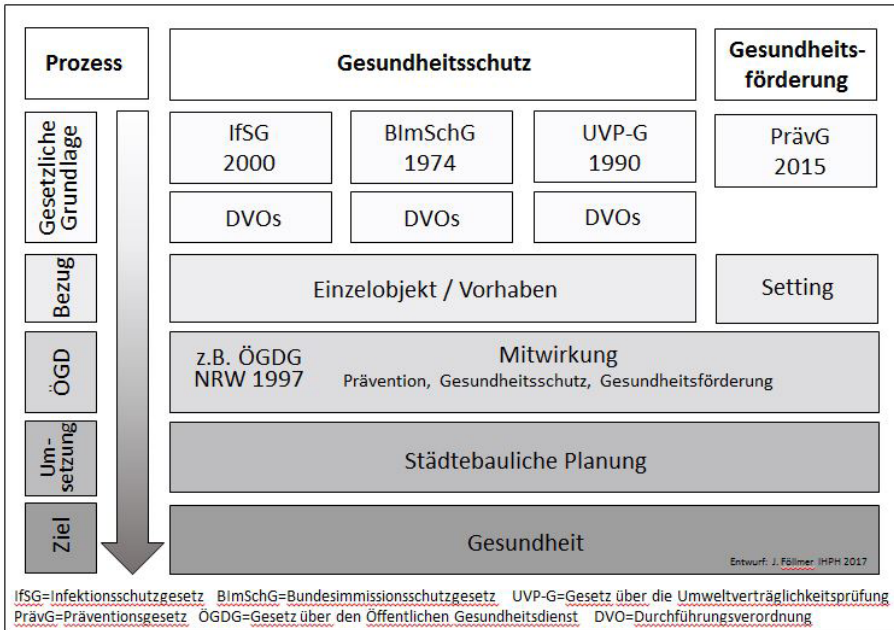 Prozess
Gesundheitsschutz
Gesundheits-
förderung
Gesetzliche
Grundlage
IfSG
2000
BImSchG
1974
UVP-G
1990
PrävG
2015
DVOs
DVOs
DVOs
Bezug
Einzelobjekt / Vorhaben
Setting
ÖGD
z.B. ÖGDG
NRW 1997
Mitwirkung
Prävention, Gesundheitsschutz, Gesundheitsförderung
Um-
setzung
Städtebauliche Planung
Ziel
Gesundheit
Entwurf: J. Föllmer IHPH 2017
IfSG=Infektionsschutzgesetz BImSchG=Bundesimmissionsschutzgesetz UVP-G=Gesetz über die Umweltverträglichkeitsprüfung
PrävG=Präventionsgesetz ÖGDG=Gesetz über den Öffentlichen Gesundheitsdienst DVO=Durchführungsverordnung